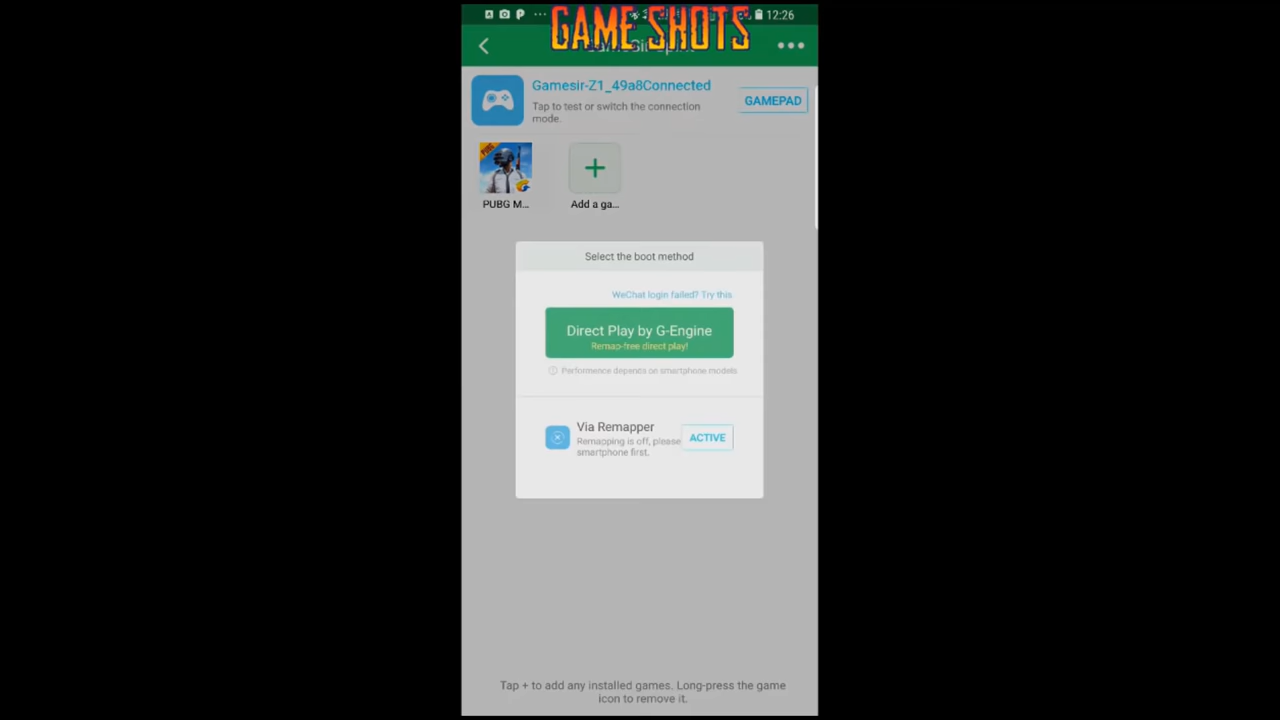 12:26
GAME SHOTS
Gamesir-Z1_49a8Connected
Tap to test or switch the connection
mode.
GAMEPAD
PUBG M...
Add a ga...
Select the boot method
WeChat login failed? Try this
Direct Play by G-Engine
Remap-free direct play!
Performence depends on smartphone models
Via Remapper
Remapping is off, please
smartphone first.
ACTIVE
Tap + to add any installed games. Long-press the game
icon to remove it.